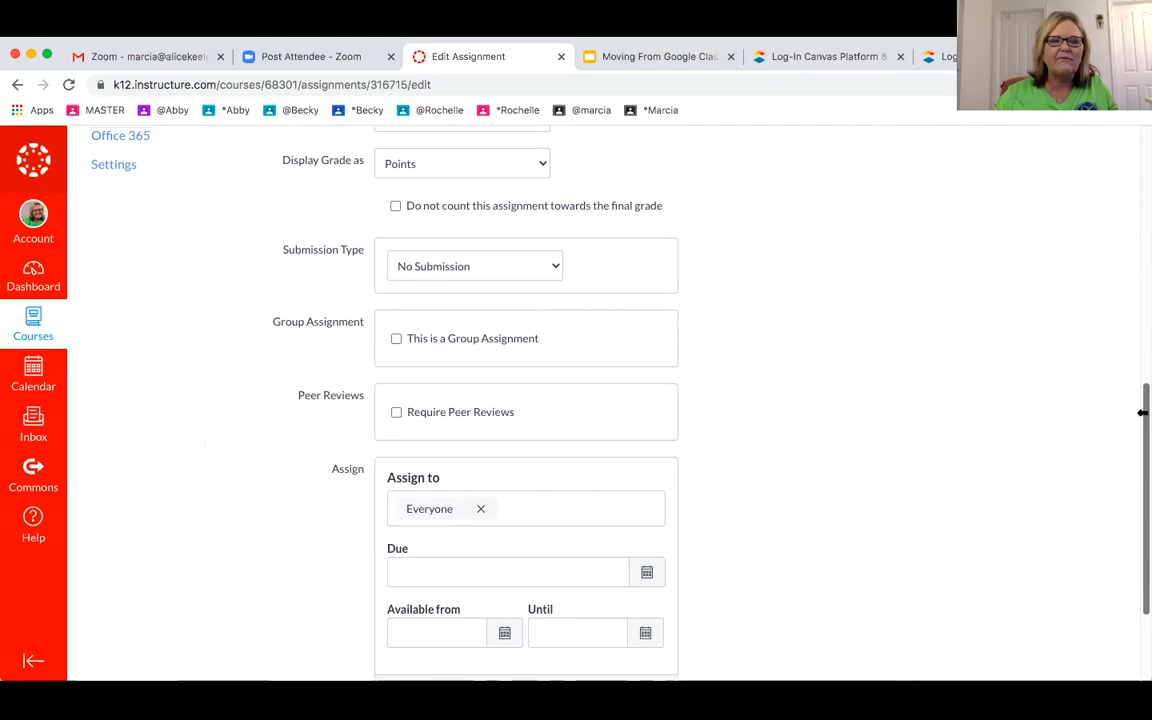 Zoom - marcia@alicekeel
Post Attendee - Zoom
Edit Assignment
Moving From Google Clas
Log-In Canvas Platform &
Log
k12.instructure.com/courses/68301/assignments/316715/edit
Apps
MASTER
@Abby
*Abby
@Becky
*Becky
@Rochelle
*Rochelle
@marcia
*Marcia
Office 365
Settings
Account
Dashboard
Courses
Calendar
Inbox
Commons
Help
Display Grade as
Points
Do not count this assignment towards the final grade
Submission Type
No Submission
Group Assignment
This is a Group Assignment
Peer Reviews
Require Peer Reviews
Assign
Assign to
Everyone
Due
Available from
Until